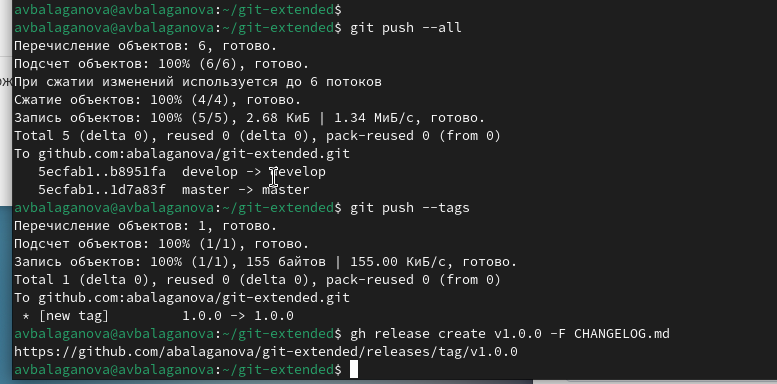 avbalaganova@avbalaganova:~/git-extended$
avbalaganova@avbalaganova:~/git-extended$ git push --all
Перечисление объектов: 6, готово.
Подсчет объектов: 100% (6/6), готово.
При сжатии изменений используется до 6 потоков
Сжатие объектов: 100% (4/4), готово.
Запись объектов: 100% (5/5), 2.68 КиБ | 1.34 МиБ/с, готово.
Total 5 (delta 0), reused 0 (delta 0), pack-reused 0 (from 0)
To github.com:abalaganova/git-extended.git
   5ecfab1..b8951fa  develop -> develop
   5ecfab1..1d7a83f  master -> master
avbalaganova@avbalaganova:~/git-extended$ git push --tags
Перечисление объектов: 1, готово.
Подсчет объектов: 100% (1/1), готово.
Запись объектов: 100% (1/1), 155 байтов | 155.00 КиБ/с, готово.
Total 1 (delta 0), reused 0 (delta 0), pack-reused 0 (from 0)
To github.com:abalaganova/git-extended.git
 * [new tag]         1.0.0 -> 1.0.0
avbalaganova@avbalaganova:~/git-extended$ gh release create v1.0.0 -F CHANGELOG.md
https://github.com/abalaganova/git-extended/releases/tag/v1.0.0
avbalaganova@avbalaganova:~/git-extended$